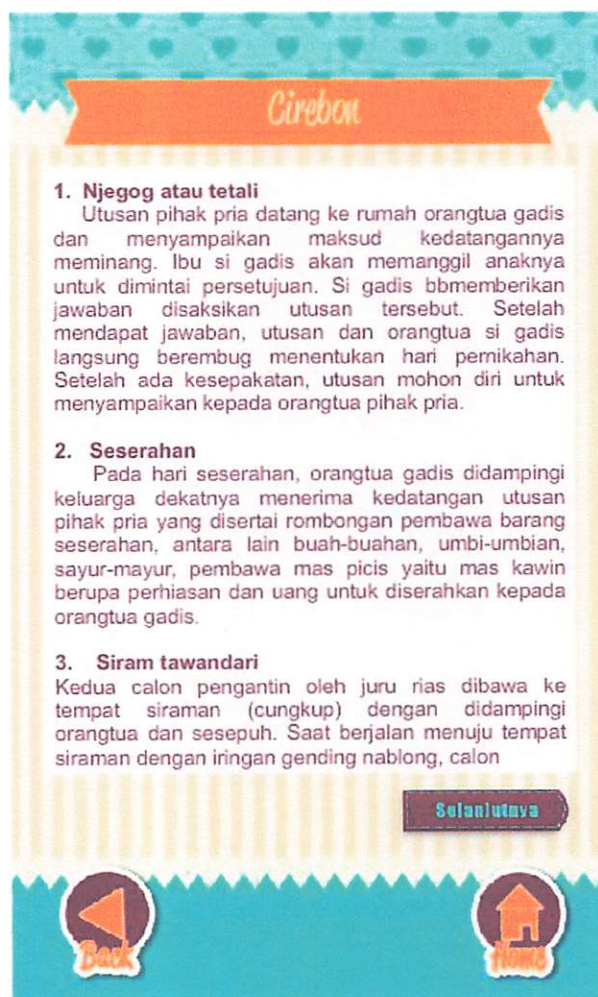 Cirebon
1. Njegog atau tetali
Utusan pihak pria datang ke rumah orangtua gadis
dan menyampaikan maksud kedatangannya
meminang. Ibu si gadis akan memanggil anaknya
untuk dimintai persetujuan. Si gadis bbmemberikan
jawaban disaksikan utusan tersebut. Setelah
mendapat jawaban, utusan dan orangtua si gadis
langsung berembug menentukan hari pernikahan.
Setelah ada kesepakatan, utusan mohon diri untuk
menyampaikan kepada orangtua pihak pria.
2. Seserahan
Pada hari seserahan, orangtua gadis didampingi
keluarga dekatnya menerima kedatangan utusan
pihak pria yang disertai rombongan pembawa barang
seserahan, antara lain buah-buahan, umbi-umbian,
sayur-mayur, pembawa mas picis yaitu mas kawin
berupa perhiasan dan uang untuk diserahkan kepada
orangtua gadis.
3. Siram tawandari
Kedua calon pengantin oleh juru rias dibawa ke
tempat siraman (cungkup) dengan didampingi
orangtua dan sesepuh. Saat berjalan menuju tempat
siraman dengan iringan gending nablong, calon
Selanjutnya
Back
Home